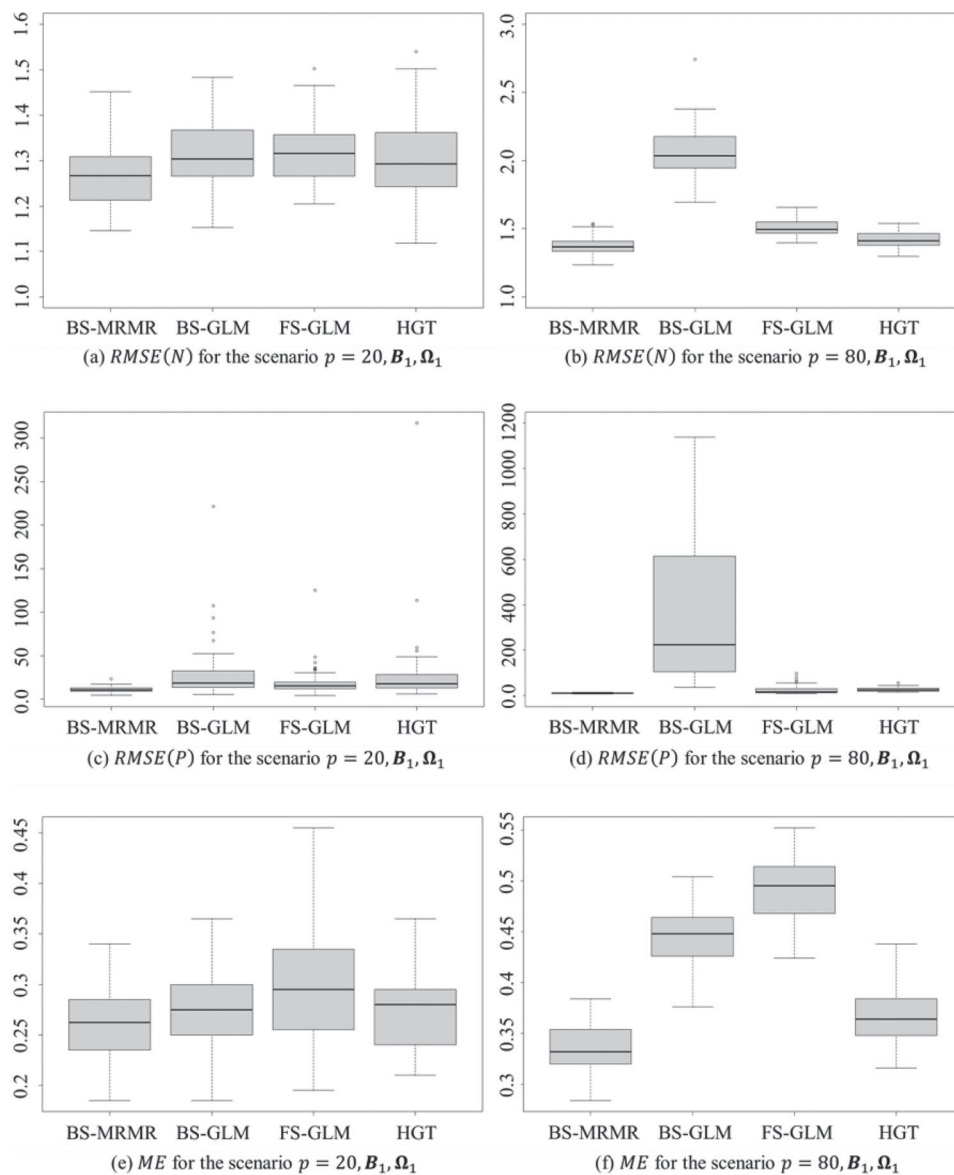 1.0 1.1 1.2 1.3 1.4 1.5 1.6
BS-MRMR BS-GLM FS-GLM HGT
(a) RMSE(N) for the scenario p = 20, B₁, Ω₁
1.0 1.5 2.0 2.5 3.0
BS-MRMR BS-GLM FS-GLM HGT
(b) RMSE(N) for the scenario p = 80, B₁, Ω₁
0.0 50 100 150 200 250 300
BS-MRMR BS-GLM FS-GLM HGT
(c) RMSE(P) for the scenario p = 20, B₁, Ω₁
0.0 200 400 600 800 1000 1200
BS-MRMR BS-GLM FS-GLM HGT
(d) RMSE(P) for the scenario p = 80, B₁, Ω₁
0.2 0.25 0.3 0.35 0.45
BS-MRMR BS-GLM FS-GLM HGT
(e) ME for the scenario p = 20, B₁, Ω₁
0.3 0.35 0.4 0.45 0.5 0.55
BS-MRMR BS-GLM FS-GLM HGT
(f) ME for the scenario p = 80, B₁, Ω₁